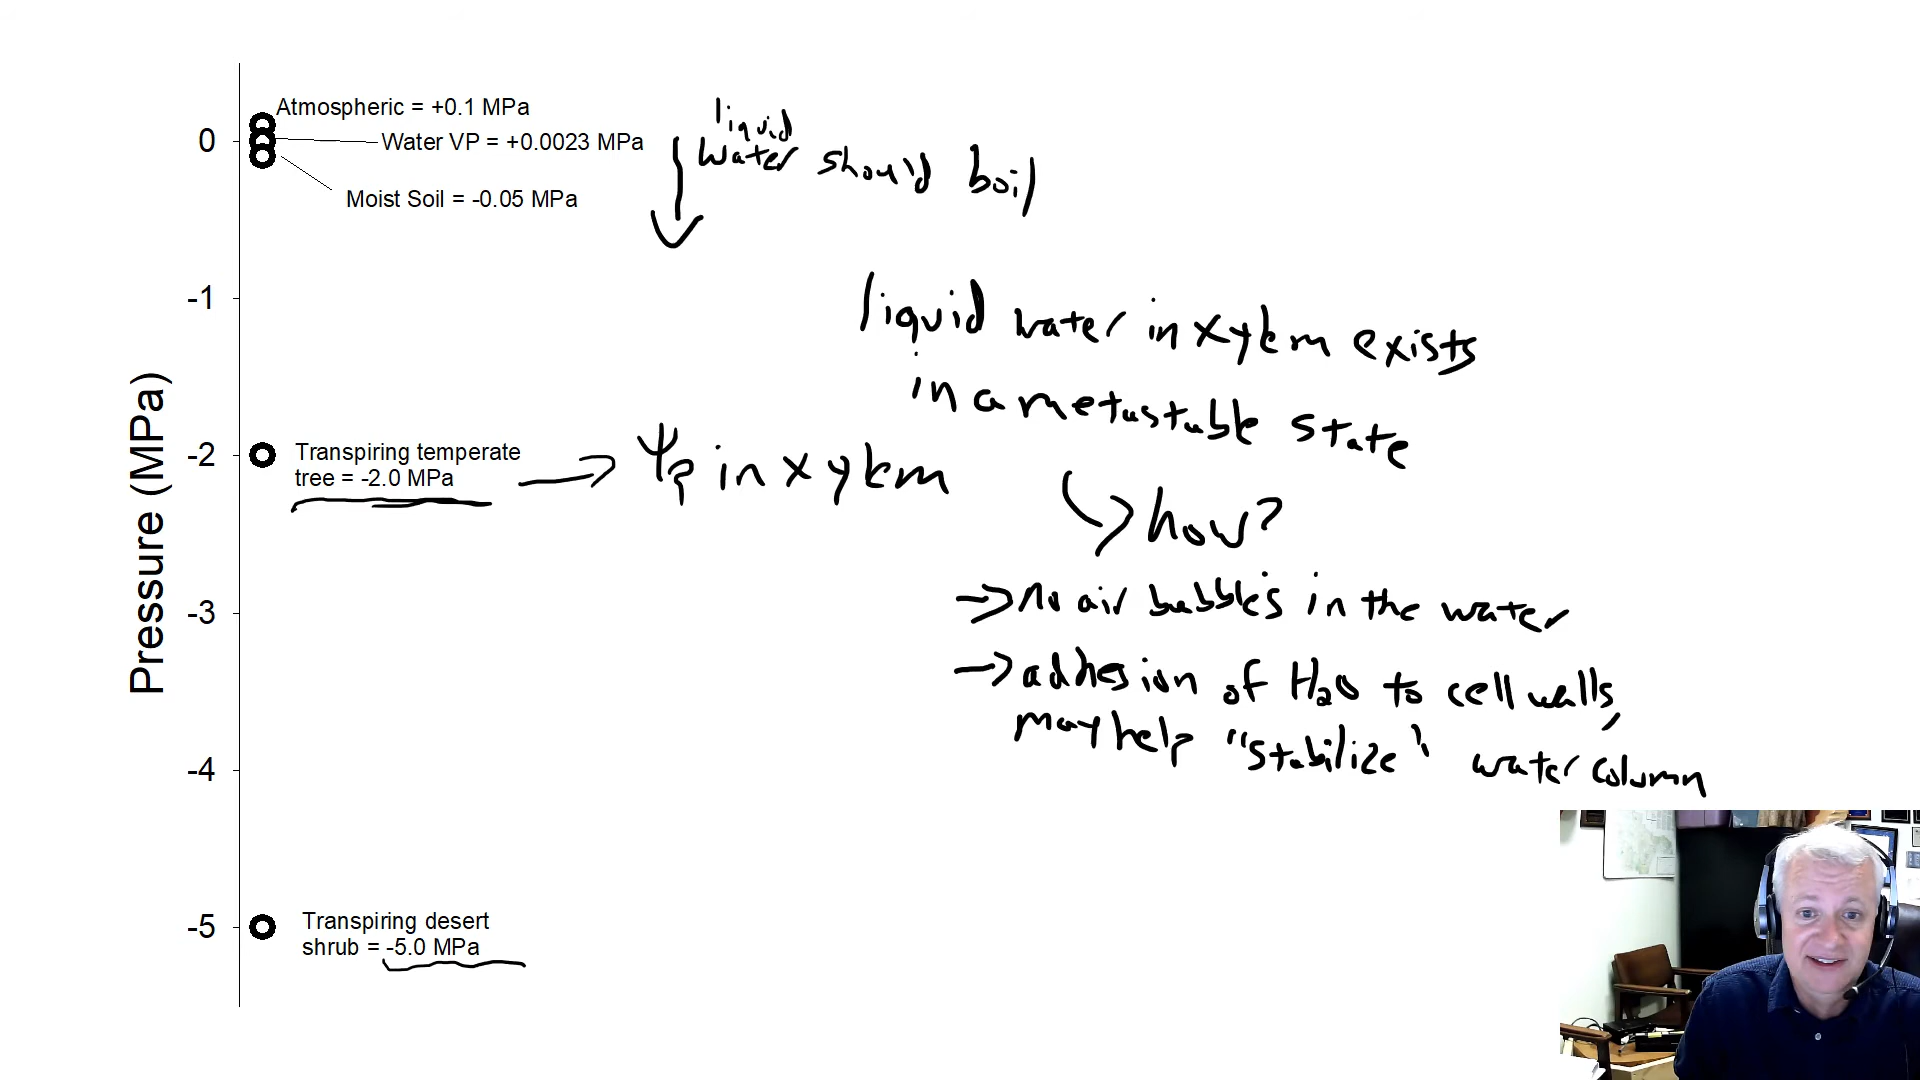 Atmospheric = +0.1 MPa
Water VP = +0.0023 MPa
Moist Soil = -0.05 MPa
liquid
water should boil
liquid water in xylem exists
in a metastable state
how?
Transpiring temperate
tree = -2.0 MPa
Ψp in xylem
→ no air bubbles in the water
→ adhesion of H2O to cell walls,
may help "stabilize" water column
Transpiring desert
shrub = -5.0 MPa
Pressure (MPa)
0
-1
-2
-3
-4
-5